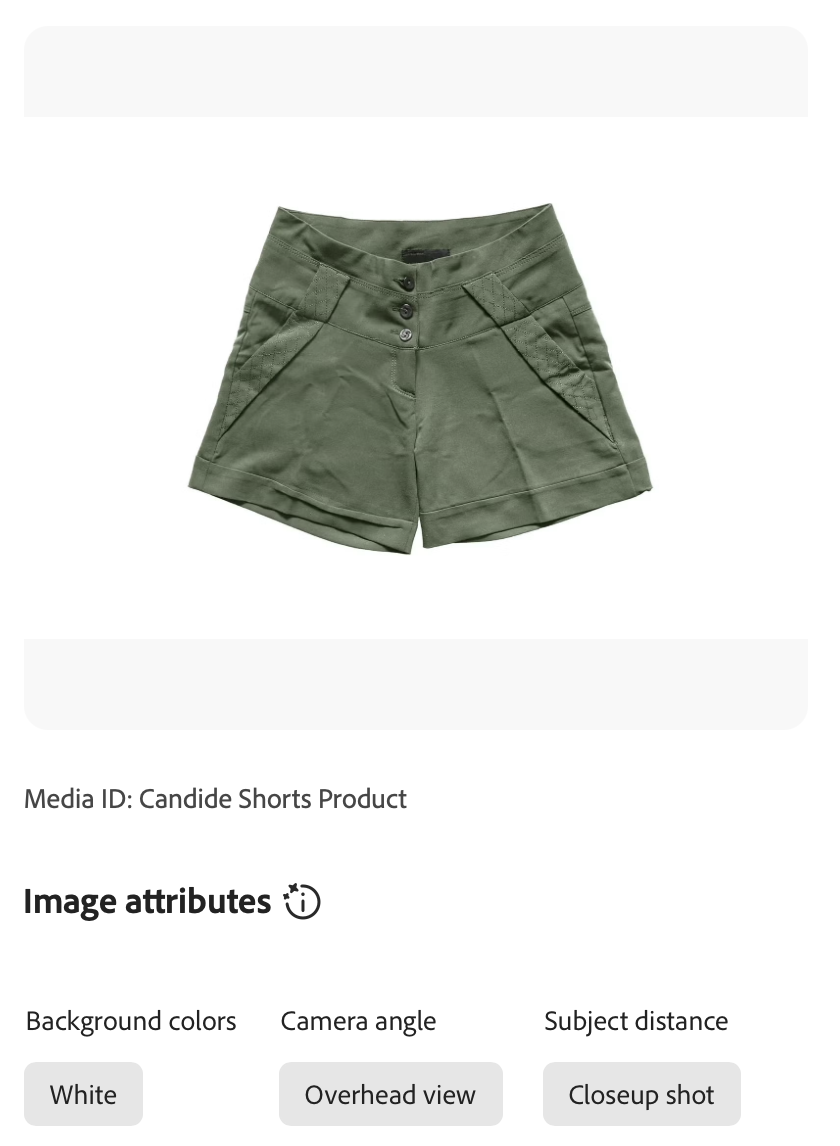 Media ID: Candide Shorts Product
Image attributes
Background colors
Camera angle
Subject distance
White
Overhead view
Closeup shot